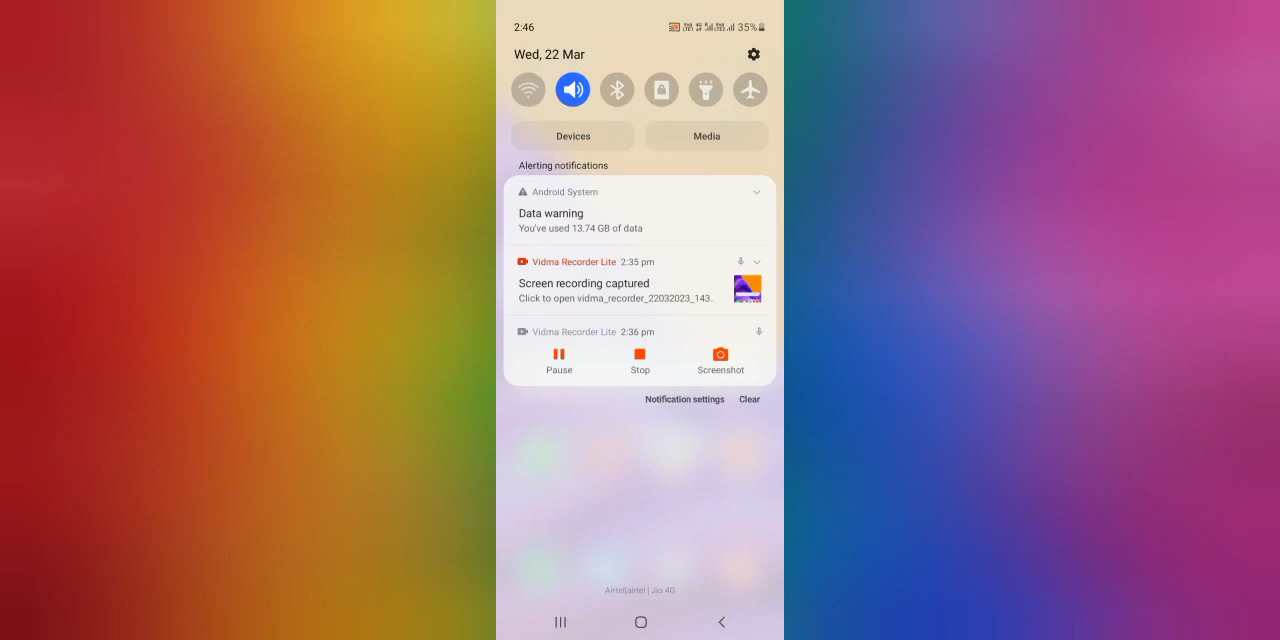 2:46
35%
Wed, 22 Mar
Devices
Media
Alerting notifications
Android System
Data warning
You've used 13.74 GB of data
Vidma Recorder Lite 2:35 pm
Screen recording captured
Click to open vidma_recorder_22032023_143..
Vidma Recorder Lite 2:36 pm
Pause
Stop
Screenshot
Notification settings
Clear
Airtel|airtel | Jio 4G